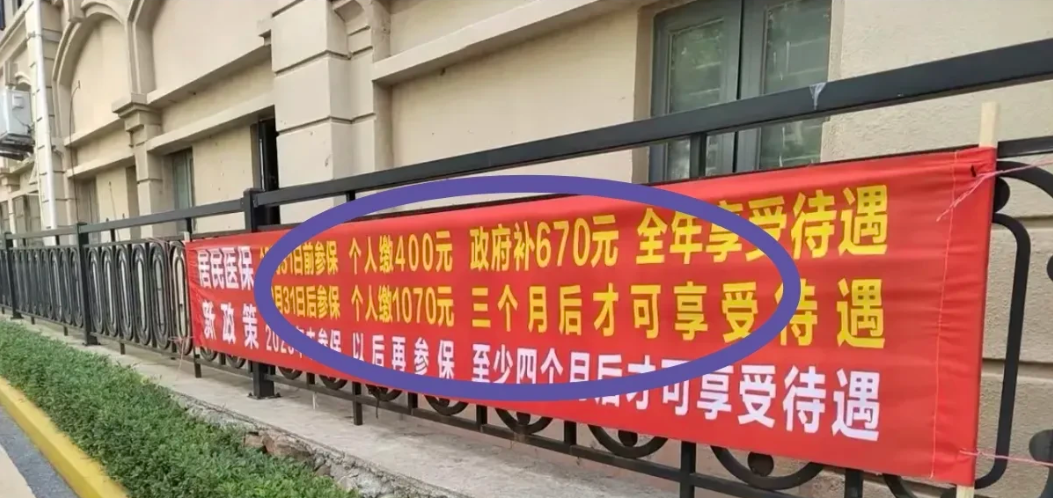 居民医保
新政策
31日前参保 个人缴400元 政府补670元 全年享受待遇
月31日后参保 个人缴1070元 三个月后才可享受待遇
参保 以后再参保 至少四个月后才可享受待遇